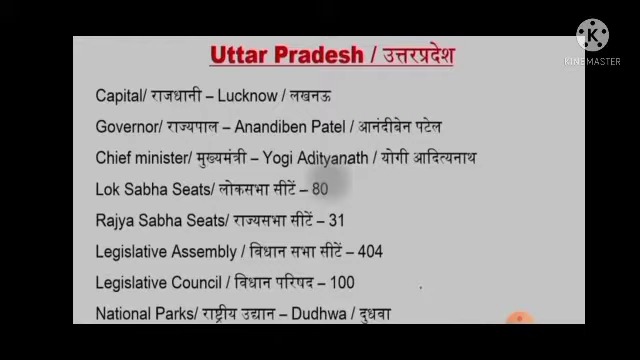 Uttar Pradesh / उत्तरप्रदेश
KINEMASTER
Capital/ राजधानी – Lucknow / लखनऊ
Governor/ राज्यपाल – Anandiben Patel / आनंदीबेन पटेल
Chief minister/ मुख्यमंत्री – Yogi Adityanath / योगी आदित्यनाथ
Lok Sabha Seats/ लोकसभा सीटें – 80
Rajya Sabha Seats/ राज्यसभा सीटें – 31
Legislative Assembly / विधान सभा सीटें – 404
Legislative Council / विधान परिषद – 100
National Parks/ राष्ट्रीय उद्यान – Dudhwa / दुधवा